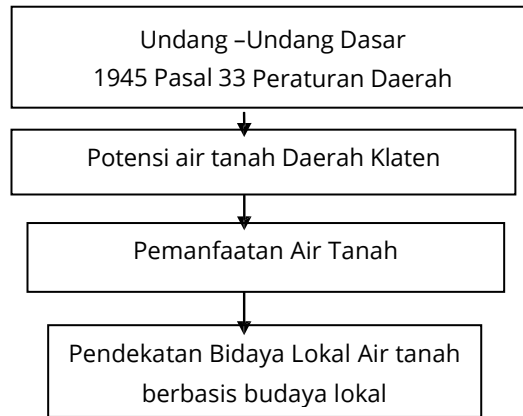 Undang –Undang Dasar
1945 Pasal 33 Peraturan Daerah
Potensi air tanah Daerah Klaten
Pemanfaatan Air Tanah
Pendekatan Bidaya Lokal Air tanah
berbasis budaya lokal